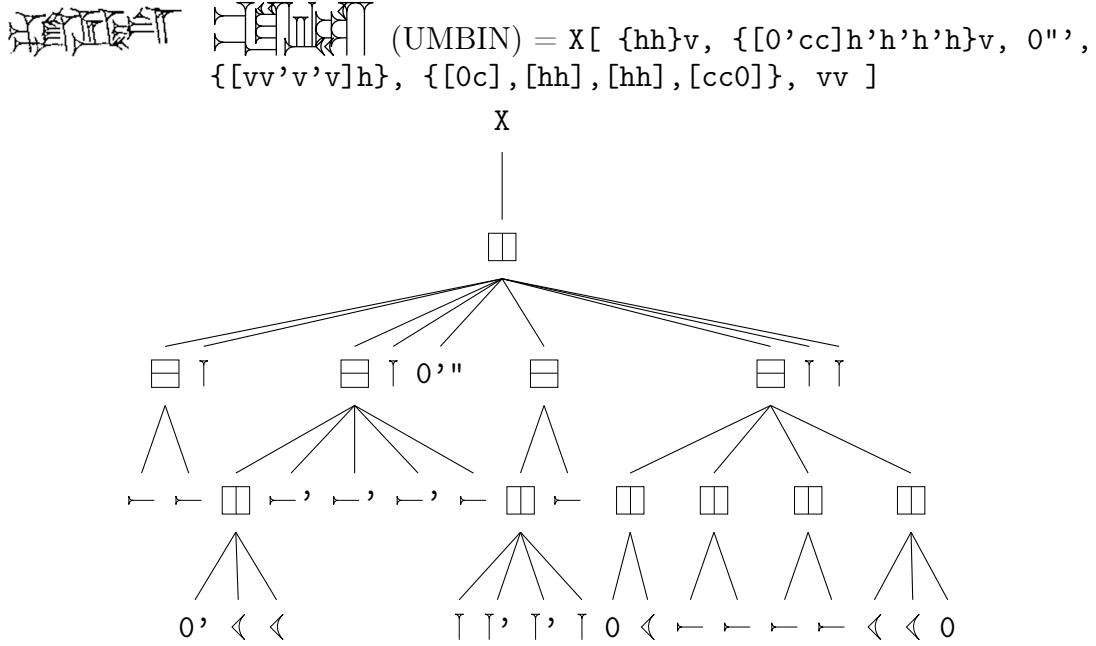 (UMBIN) = X[ {hh}v, {[0’cc]h’h’h’h}v, 0"’,
{[vv’v’v]h}, {[0c],[hh],[hh],[cc0]}, vv ]
X
0’"
’ ’ ’
0’ ’ ’ 0 0